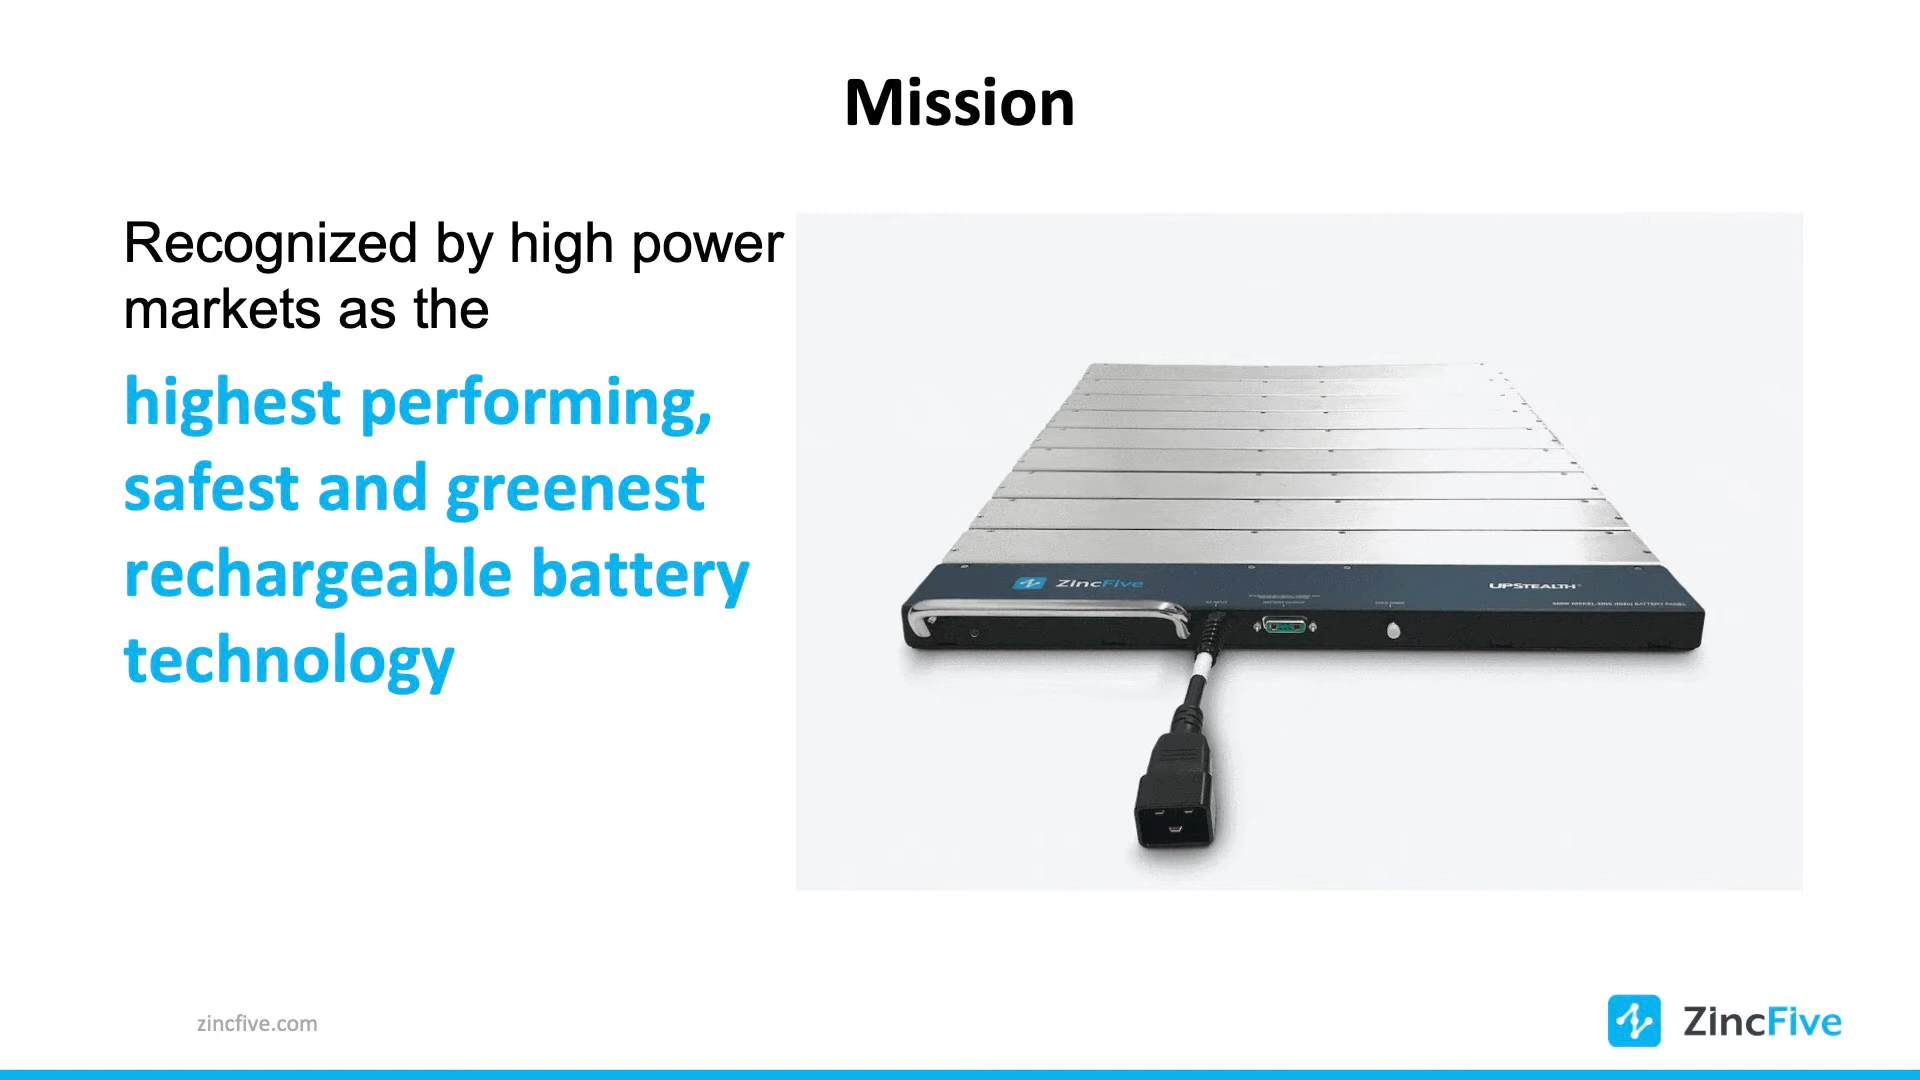 Mission
Recognized by high power
markets as the
highest performing,
safest and greenest
rechargeable battery
technology
ZincFive
UPSTEALTH
zincfive.com
ZincFive